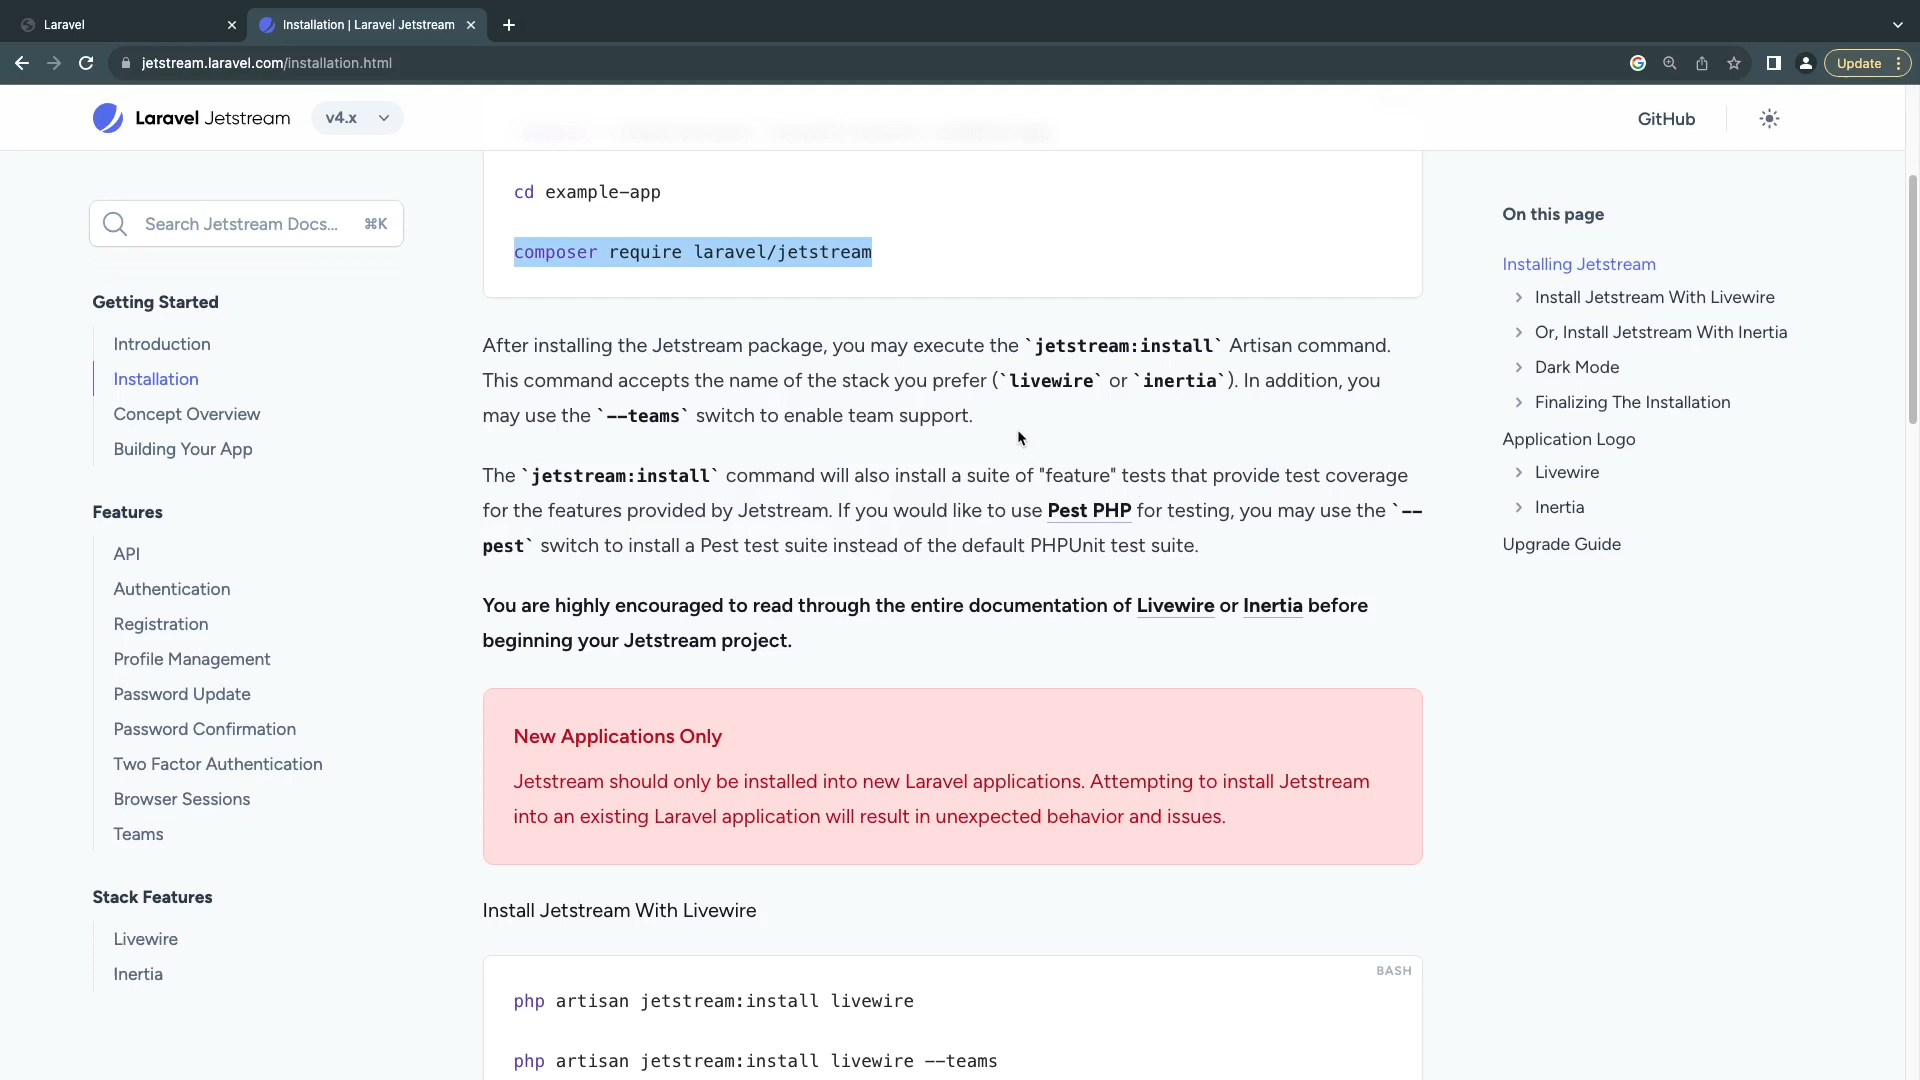 Laravel
Installation | Laravel Jetstream
jetstream.laravel.com/installation.html
Update
Laravel Jetstream
v4.x
GitHub
Search Jetstream Docs...
⌘K
Getting Started
Introduction
Installation
Concept Overview
Building Your App
Features
API
Authentication
Registration
Profile Management
Password Update
Password Confirmation
Two Factor Authentication
Browser Sessions
Teams
Stack Features
Livewire
Inertia
cd example-app
composer require laravel/jetstream
After installing the Jetstream package, you may execute the `jetstream:install` Artisan command.
This command accepts the name of the stack you prefer (`livewire` or `inertia`). In addition, you
may use the `--teams` switch to enable team support.
The `jetstream:install` command will also install a suite of "feature" tests that provide test coverage
for the features provided by Jetstream. If you would like to use Pest PHP for testing, you may use the `--
pest` switch to install a Pest test suite instead of the default PHPUnit test suite.
You are highly encouraged to read through the entire documentation of Livewire or Inertia before
beginning your Jetstream project.
New Applications Only
Jetstream should only be installed into new Laravel applications. Attempting to install Jetstream
into an existing Laravel application will result in unexpected behavior and issues.
Install Jetstream With Livewire
BASH
php artisan jetstream:install livewire
php artisan jetstream:install livewire --teams
On this page
Installing Jetstream
Install Jetstream With Livewire
Or, Install Jetstream With Inertia
Dark Mode
Finalizing The Installation
Application Logo
Livewire
Inertia
Upgrade Guide